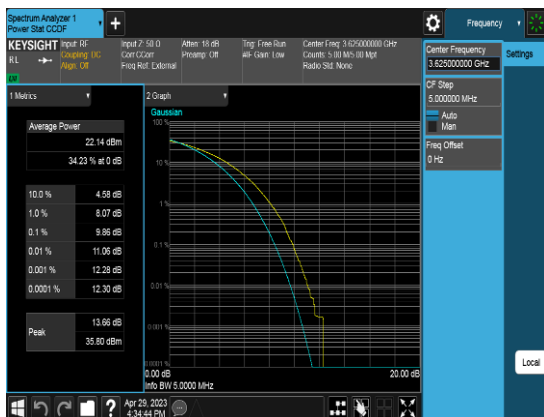 Spectrum Analyzer 1
Power Stat CCDF
Frequency
KEYSIGHT
RL
Input: RF
Coupling: DC
Align: Off
Input Z: 50 Ω
Corr CCorr
Freq Ref: External
Atten: 18 dB
Preamp: Off
Trig: Free Run
#IF Gain: Low
Center Freq: 3.625000000 GHz
Counts: 5.00 M/5.00 Mpt
Radio Std: None
Center Frequency
3.625000000 GHz
Settings
CF Step
5.000000 MHz
Auto
Man
Freq Offset
0 Hz
1 Metrics
Average Power
22.14 dBm
34.23 % at 0 dB
10.0 % 4.58 dB
1.0 % 8.07 dB
0.1 % 9.86 dB
0.01 % 11.06 dB
0.001 % 12.28 dB
0.0001 % 12.30 dB
Peak
13.66 dB
35.80 dBm
2 Graph
Gaussian
100 %
10 %
1 %
0.1 %
0.01 %
0.001 %
0.0001 %
0.00 dB
20.00 dB
Info BW 5.0000 MHz
Local
?
Apr 29, 2023
4:34:44 PM